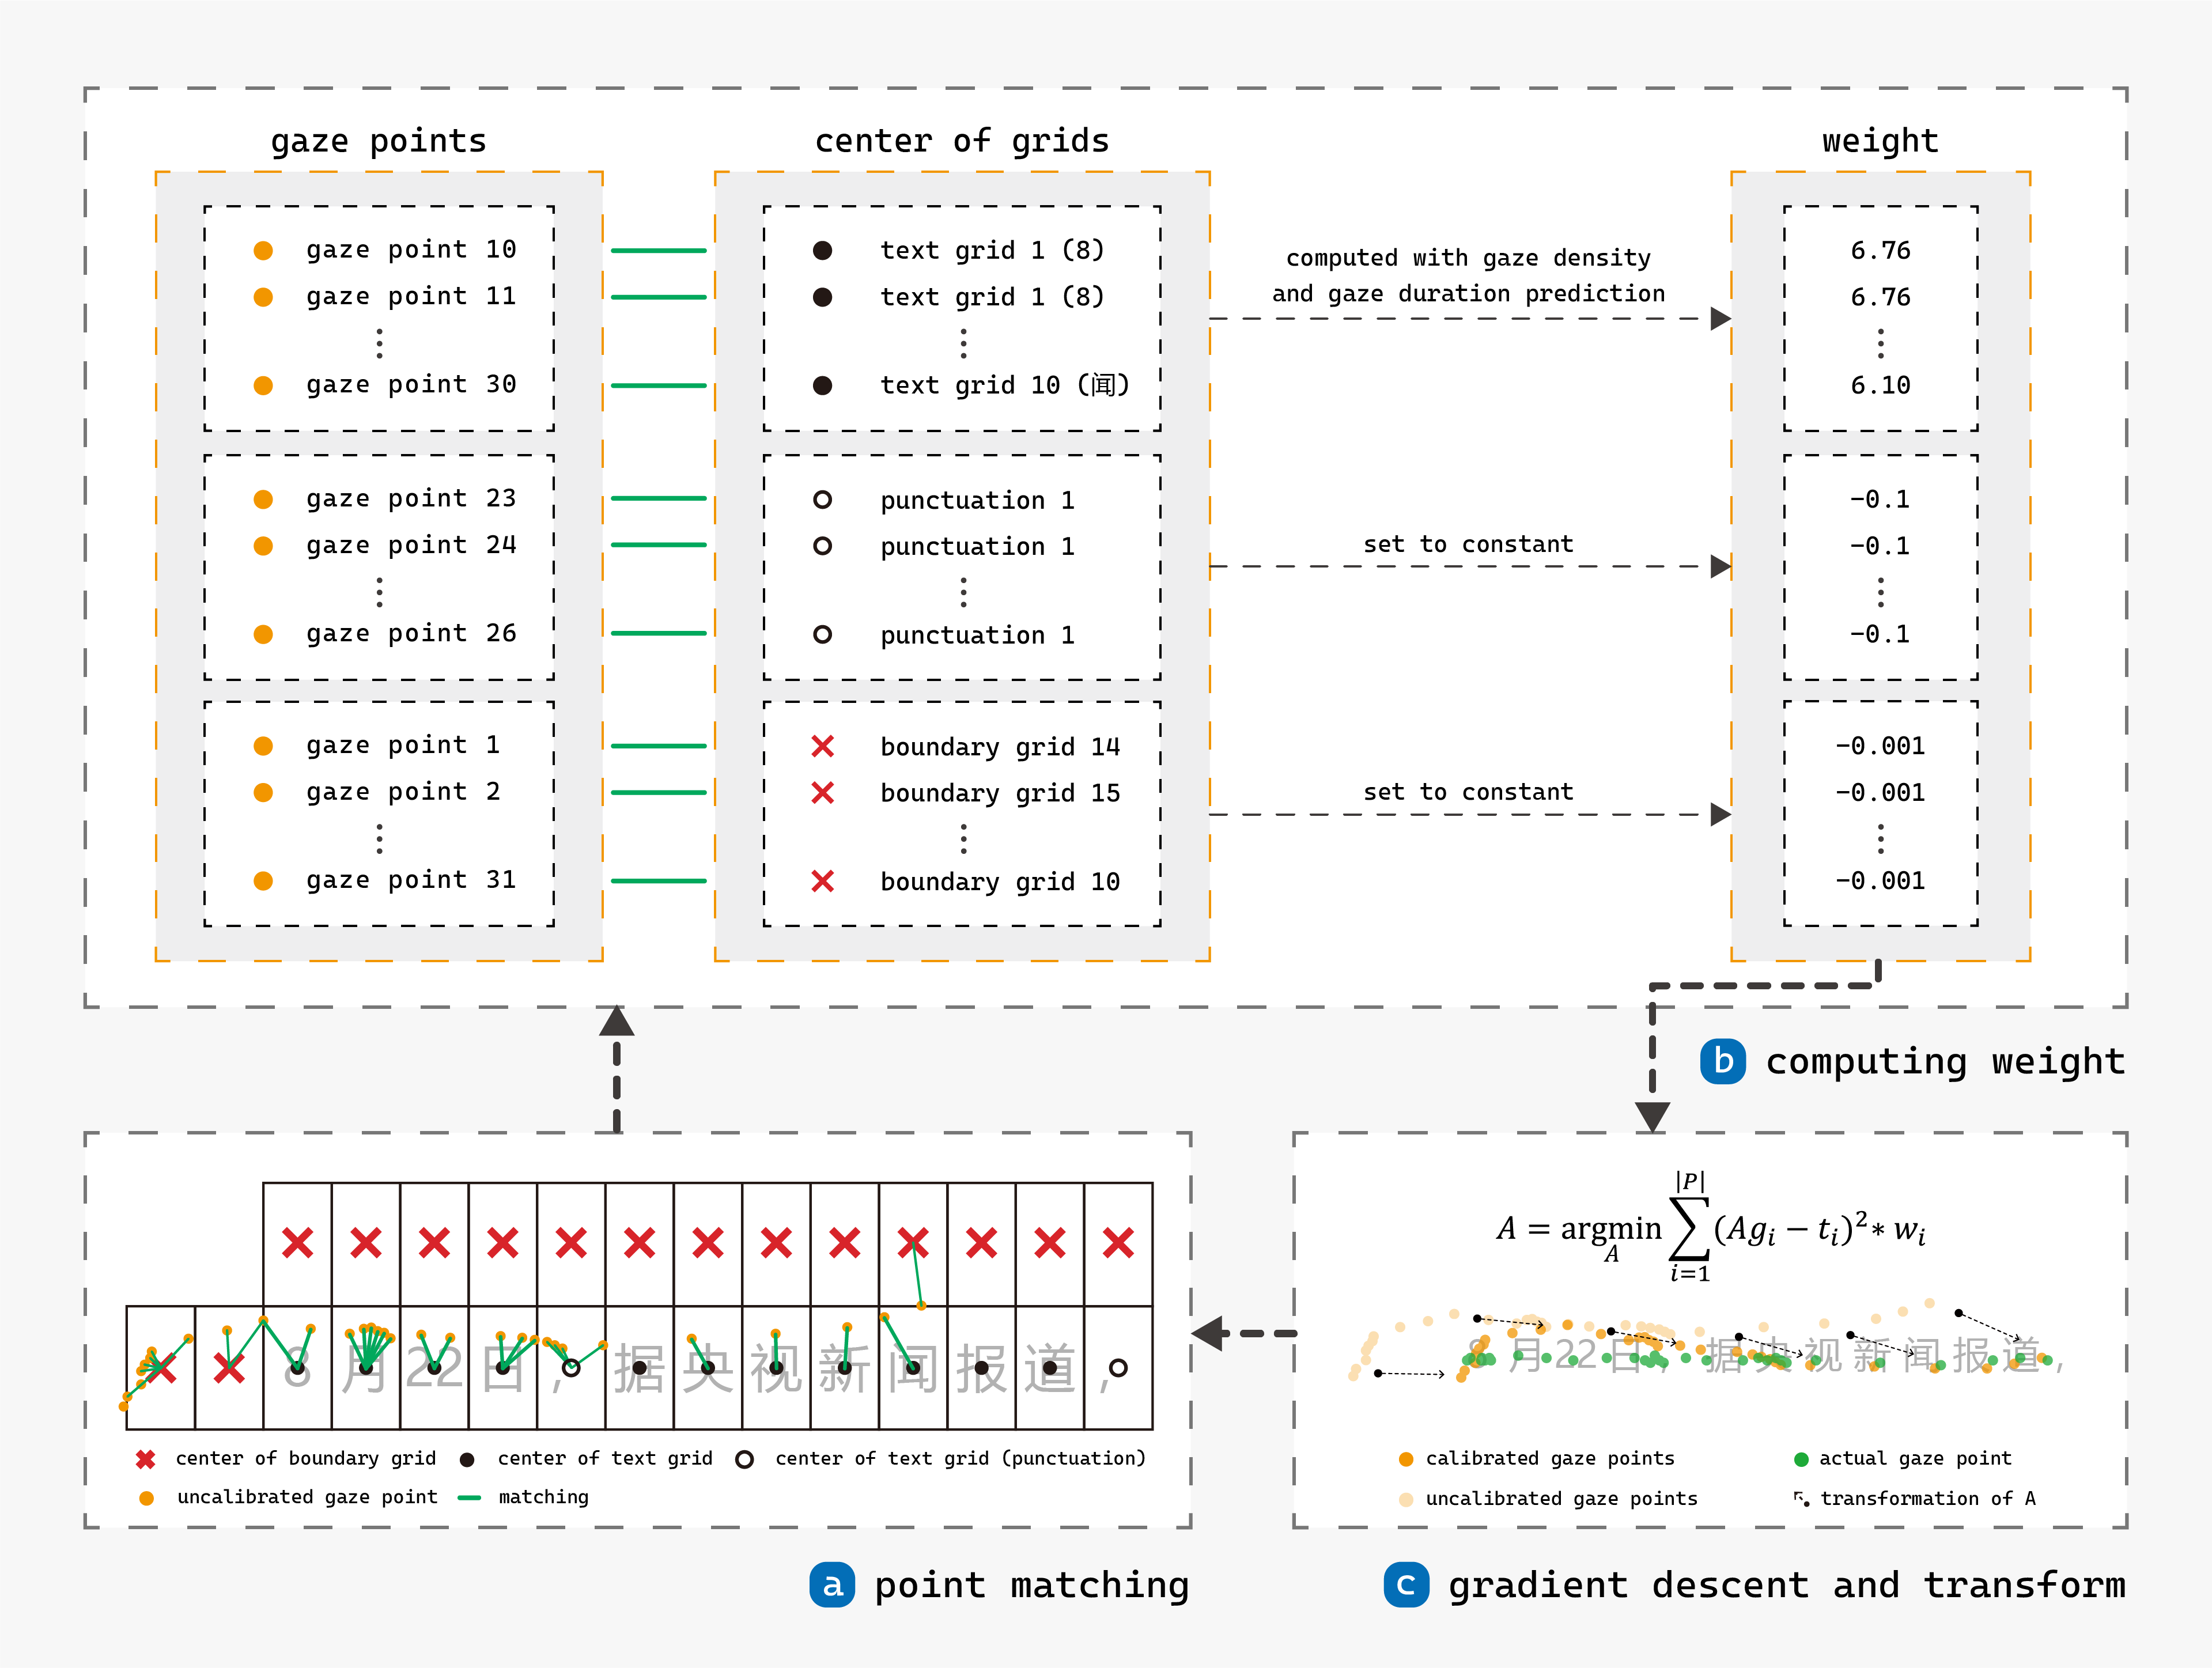 gaze points
center of grids
weight
gaze point 10
text grid 1 (8)
computed with gaze density
and gaze duration prediction
6.76
gaze point 11
text grid 1 (8)
6.76
gaze point 30
text grid 10 (闻)
6.10
gaze point 23
punctuation 1
−0.1
gaze point 24
punctuation 1
set to constant
−0.1
gaze point 26
punctuation 1
−0.1
gaze point 1
boundary grid 14
−0.001
gaze point 2
boundary grid 15
set to constant
−0.001
gaze point 31
boundary grid 10
−0.001
b computing weight
8月22日，据央视新闻报道，
center of boundary grid
center of text grid
center of text grid (punctuation)
uncalibrated gaze point
matching
a point matching
A = argmin_A ∑_{i=1}^{|P|} (Ag_i − t_i)² * w_i
8月22日，据央视新闻报道，
calibrated gaze points
actual gaze point
uncalibrated gaze points
transformation of A
c gradient descent and transform